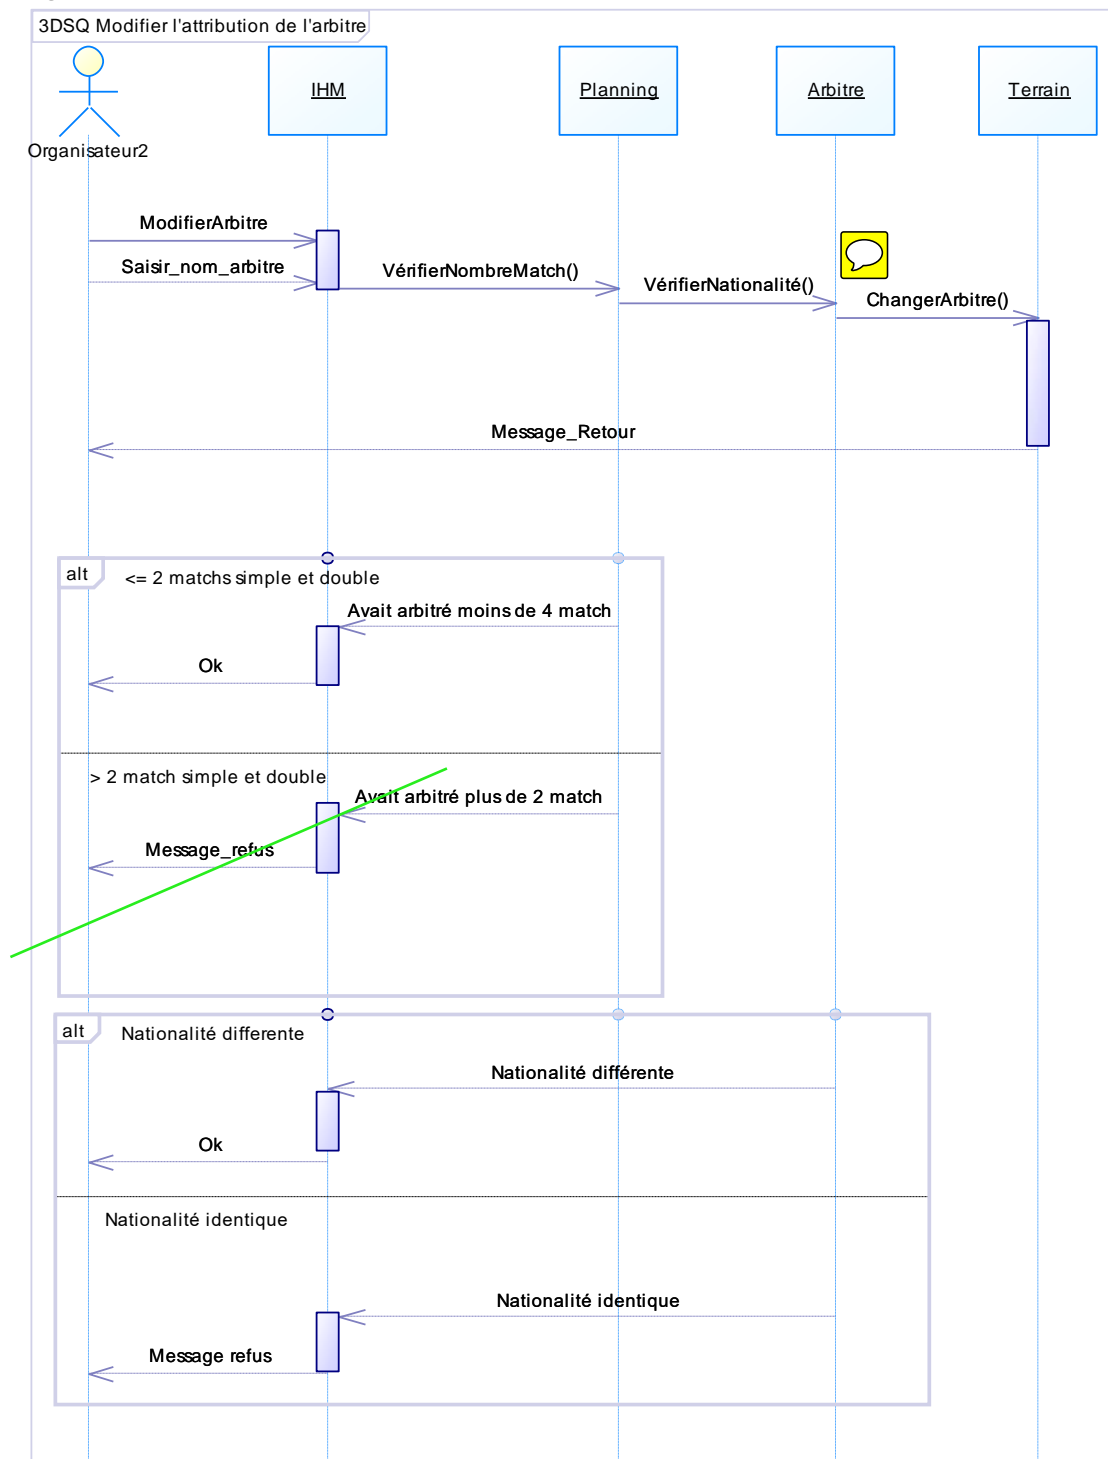 3DSQ Modifier l'attribution de l'arbitre
IHM
Planning
Arbitre
Terrain
Organisateur2
ModifierArbitre
Saisir_nom_arbitre
VérifierNombreMatch()
VérifierNationalité()
ChangerArbitre()
Message_Retour
alt
<= 2 matchs simple et double
Avait arbitré moins de 4 match
Ok
> 2 match simple et double
Avait arbitré plus de 2 match
Message_refus
alt
Nationalité differente
Nationalité différente
Ok
Nationalité identique
Nationalité identique
Message refus